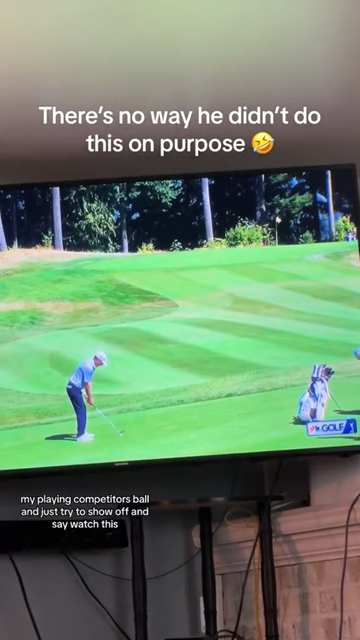 There's no way he didn't do
this on purpose 🤣
GOLF
my playing competitors ball
and just try to show off and
say watch this